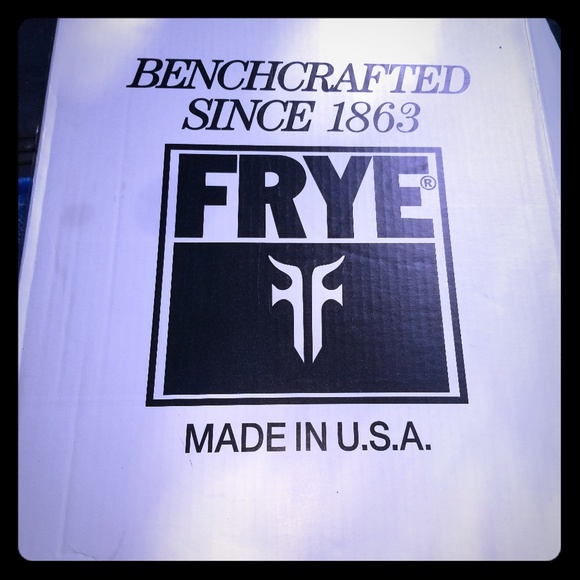 BENCHCRAFTED
SINCE 1863
FRYE®
MADE IN U.S.A.